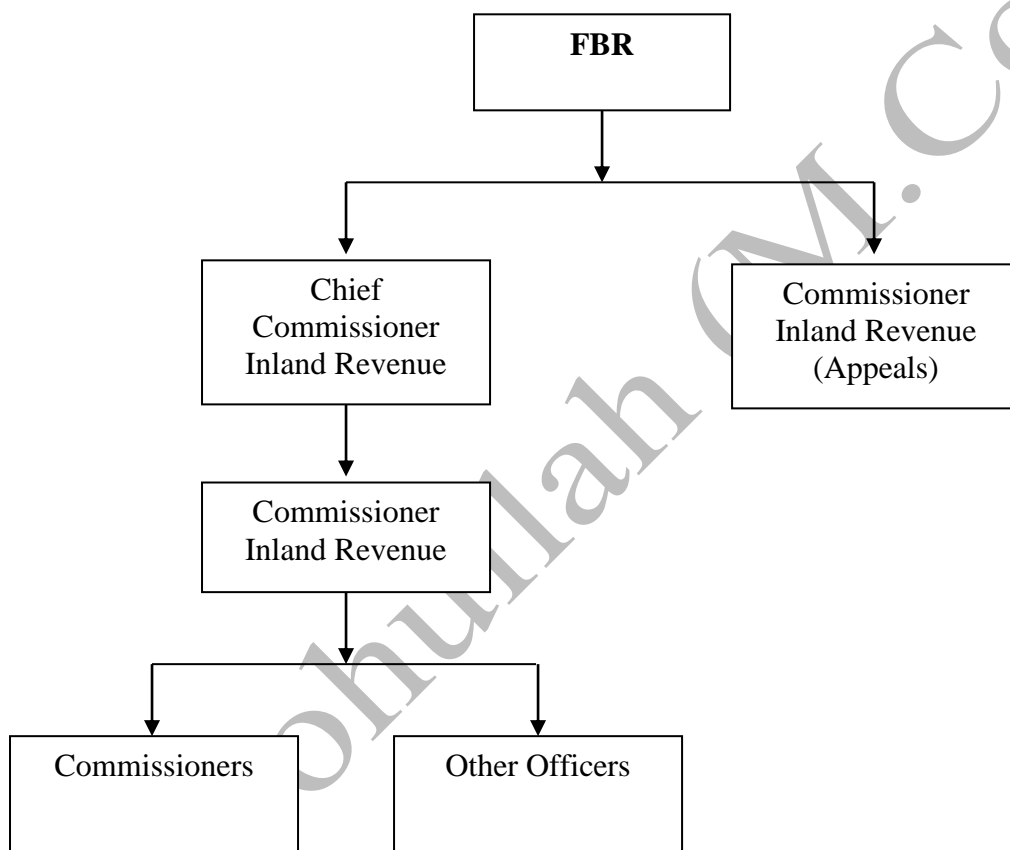 FBR
Chief
Commissioner
Inland Revenue
Commissioner
Inland Revenue
(Appeals)
Commissioner
Inland Revenue
Commissioners
Other Officers